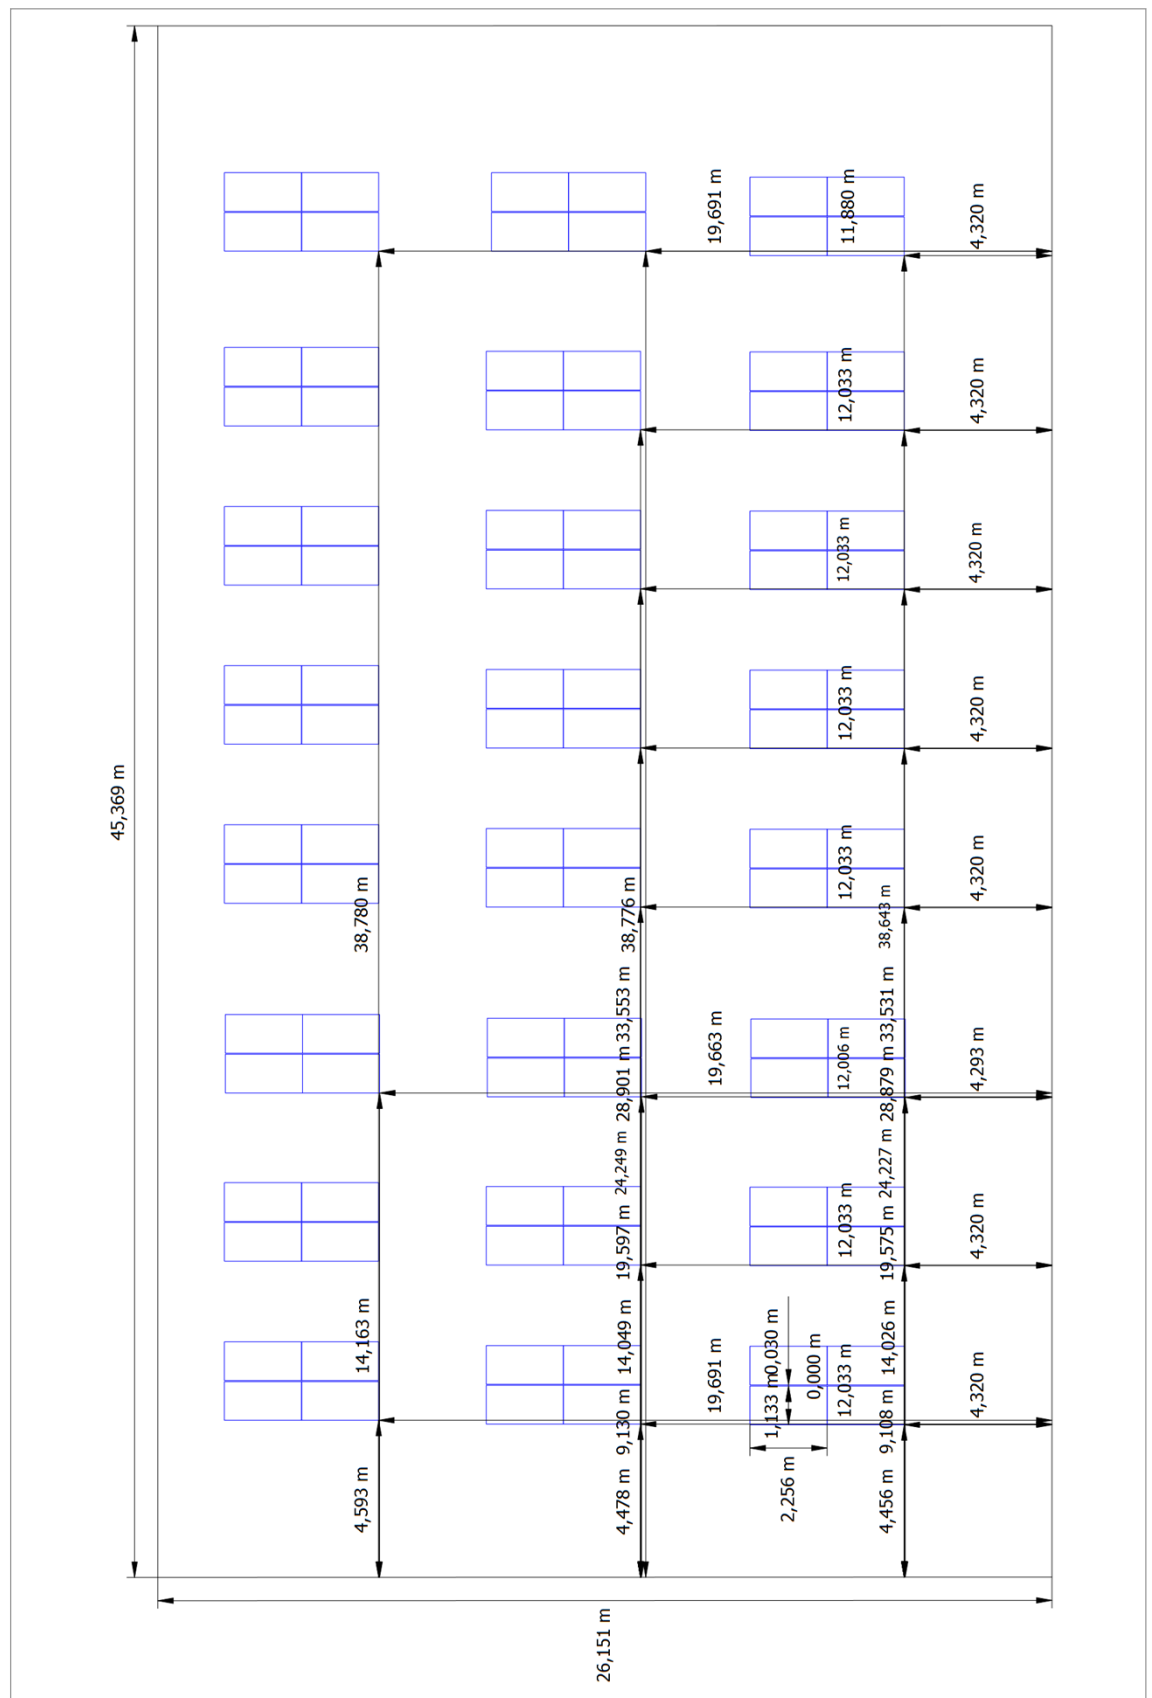 19,691 m
11,880 m
4,320 m
12,033 m
4,320 m
12,033 m
4,320 m
12,033 m
4,320 m
45,369 m
12,033 m
4,320 m
38,780 m
38,776 m
38,643 m
33,553 m
33,531 m
19,663 m
12,006 m
4,293 m
28,901 m
28,879 m
24,249 m
24,227 m
19,597 m
12,033 m
19,575 m
4,320 m
14,163 m
14,049 m
0,030 m
14,026 m
19,691 m
1,133 m
0,000 m
12,033 m
4,320 m
9,130 m
9,108 m
4,593 m
4,478 m
2,256 m
4,456 m
26,151 m